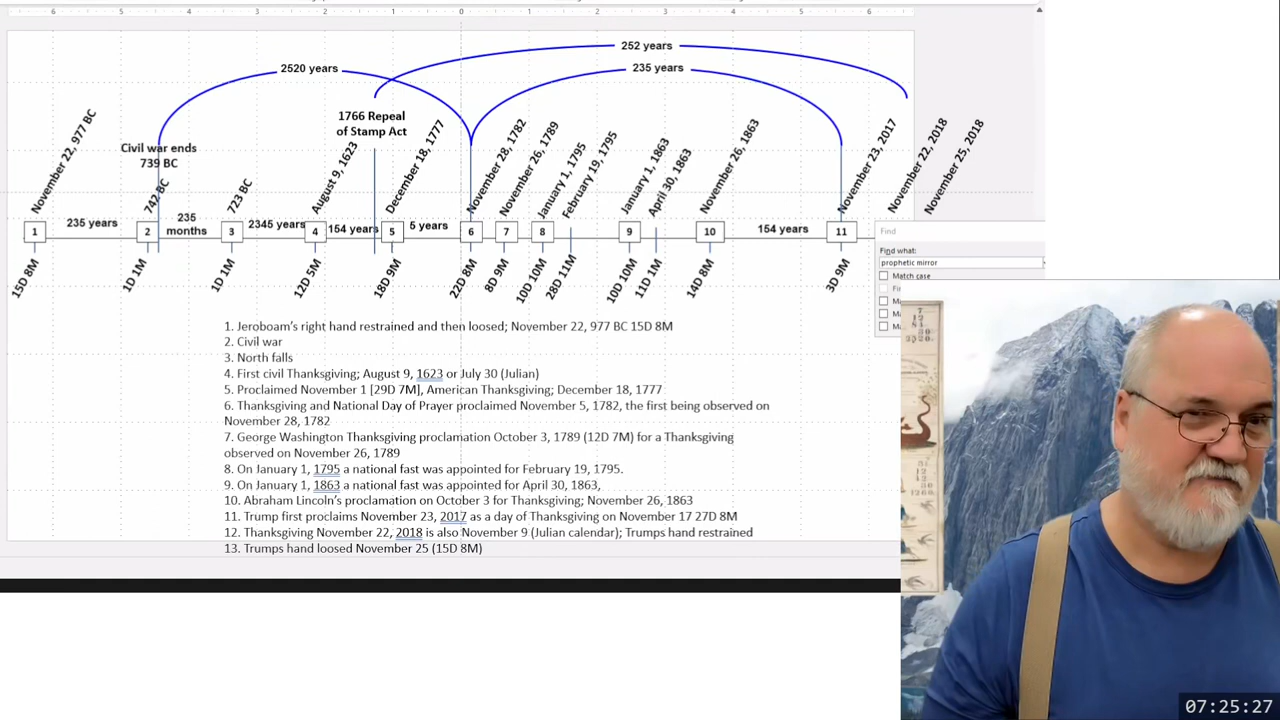 6 5 4 3 2 1 0 1 2 3 4 5 6
252 years
2520 years
235 years
1766 Repeal
of Stamp Act
Civil war ends
739 BC
November 22, 977 BC
742 BC
723 BC
August 9, 1623
December 18, 1777
November 28, 1782
November 26, 1789
January 1, 1795
February 19, 1795
January 1, 1863
April 30, 1863
November 26, 1863
November 23, 2017
November 22, 2018
November 25, 2018
235 years
235
months
2345 years
154 years
5 years
154 years
1 2 3 4 5 6 7 8 9 10 11
15D 8M
1D 1M
1D 1M
12D 5M
18D 9M
22D 8M
8D 9M
10D 10M
28D 11M
10D 10M
11D 1M
14D 8M
3D 9M
Find
Find what:
prophetic mirror
Match case
1. Jeroboam's right hand restrained and then loosed; November 22, 977 BC 15D 8M
2. Civil war
3. North falls
4. First civil Thanksgiving; August 9, 1623 or July 30 (Julian)
5. Proclaimed November 1 [29D 7M], American Thanksgiving; December 18, 1777
6. Thanksgiving and National Day of Prayer proclaimed November 5, 1782, the first being observed on
November 28, 1782
7. George Washington Thanksgiving proclamation October 3, 1789 (12D 7M) for a Thanksgiving
observed on November 26, 1789
8. On January 1, 1795 a national fast was appointed for February 19, 1795.
9. On January 1, 1863 a national fast was appointed for April 30, 1863,
10. Abraham Lincoln's proclamation on October 3 for Thanksgiving; November 26, 1863
11. Trump first proclaims November 23, 2017 as a day of Thanksgiving on November 17 27D 8M
12. Thanksgiving November 22, 2018 is also November 9 (Julian calendar); Trumps hand restrained
13. Trumps hand loosed November 25 (15D 8M)
07:25:27